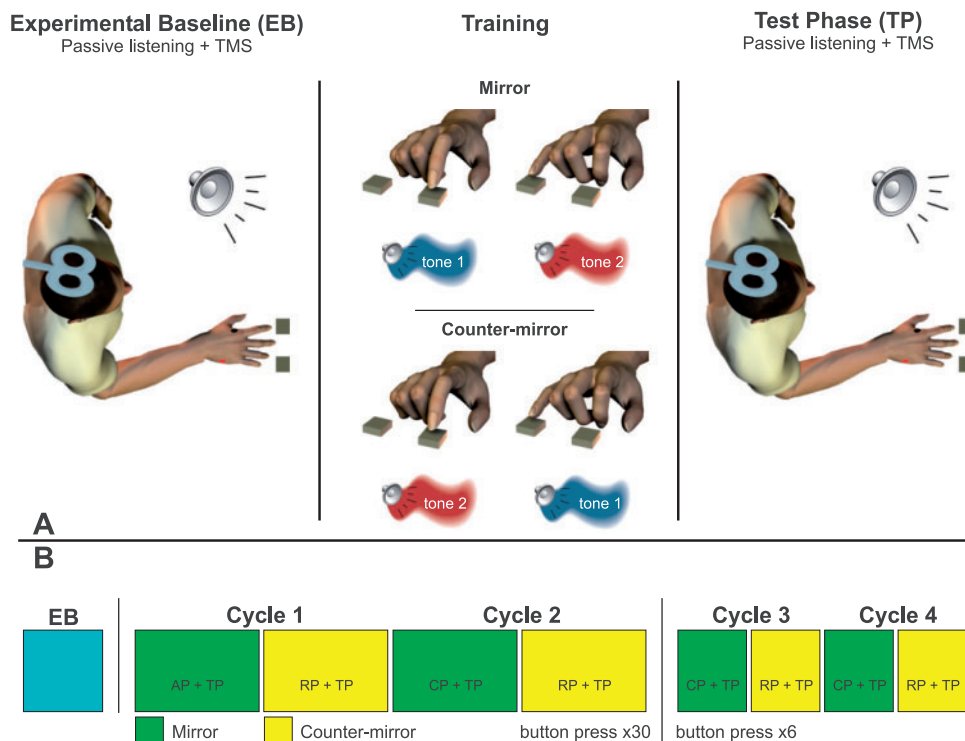 Experimental Baseline (EB)
Passive listening + TMS
Training
Test Phase (TP)
Passive listening + TMS
Mirror
tone 1
tone 2
Counter-mirror
tone 2
tone 1
A
B
EB
Cycle 1
Cycle 2
Cycle 3
Cycle 4
AP + TP
RP + TP
CP + TP
RP + TP
CP + TP
RP + TP
CP + TP
RP + TP
Mirror
Counter-mirror
button press x30
button press x6